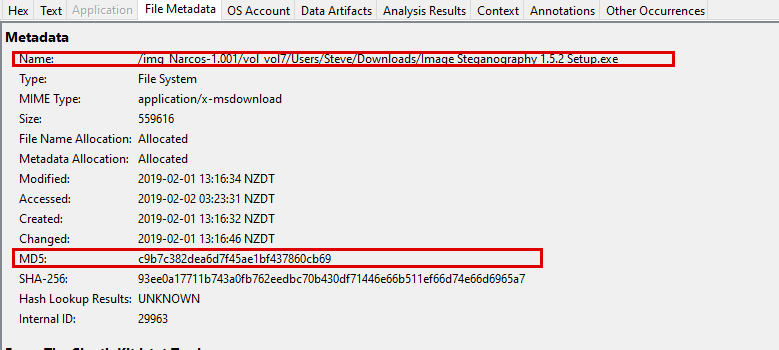 Hex Text Application File Metadata OS Account Data Artifacts Analysis Results Context Annotations Other Occurrences
Metadata
Name: /img_Narcos-1.001/vol_vol7/Users/Steve/Downloads/Image Steganography 1.5.2 Setup.exe
Type: File System
MIME Type: application/x-msdownload
Size: 559616
File Name Allocation: Allocated
Metadata Allocation: Allocated
Modified: 2019-02-01 13:16:34 NZDT
Accessed: 2019-02-02 03:23:31 NZDT
Created: 2019-02-01 13:16:32 NZDT
Changed: 2019-02-01 13:16:46 NZDT
MD5: c9b7c382dea6d7f45ae1bf437860cb69
SHA-256: 93ee0a17711b743a0fb762eedbc70b430df71446e66b511ef66d74e66d6965a7
Hash Lookup Results: UNKNOWN
Internal ID: 29963